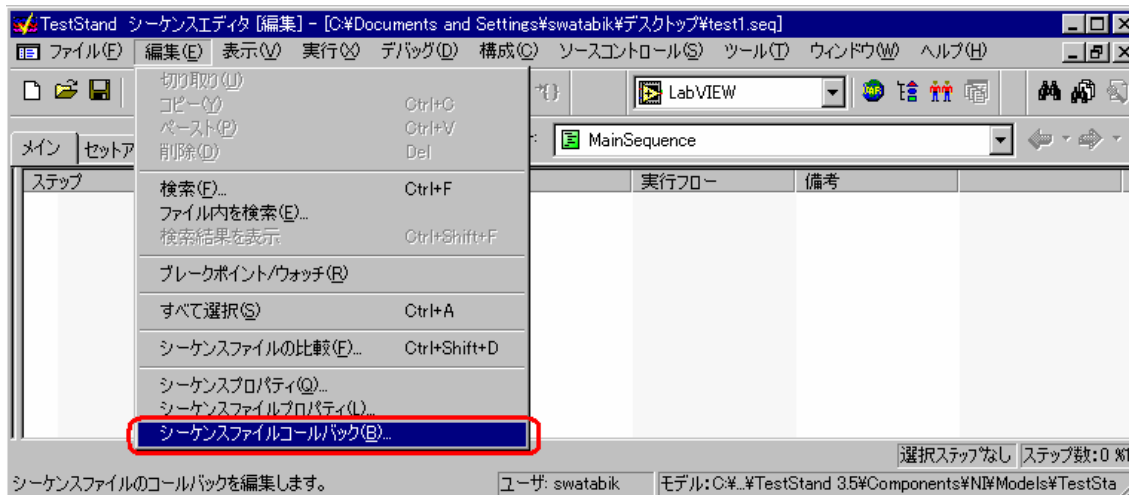 TestStand シーケンスエディタ [編集] - [C:¥Documents and Settings¥swatabik¥デスクトップ¥test1.seq]
ファイル(F) 編集(E) 表示(V) 実行(X) デバッグ(D) 構成(C) ソースコントロール(S) ツール(T) ウィンドウ(W) ヘルプ(H)
切り取り(U)
LabVIEW
コピー(Y) Ctrl+C
ペースト(P) Ctrl+V
メイン セットア MainSequence
削除(D) Del
ステップ 実行フロー 備考
検索(F)... Ctrl+F
ファイル内を検索(E)...
検索結果を表示 Ctrl+Shift+F
ブレークポイント/ウォッチ(R)
すべて選択(S) Ctrl+A
シーケンスファイルの比較(F)... Ctrl+Shift+D
シーケンスプロパティ(Q)...
シーケンスファイルプロパティ(L)...
シーケンスファイルコールバック(B)...
選択ステップなし ステップ数:0
シーケンスファイルのコールバックを編集します。 ユーザ: swatabik モデル:C:¥...¥TestStand 3.5¥Components¥NI¥Models¥TestSta